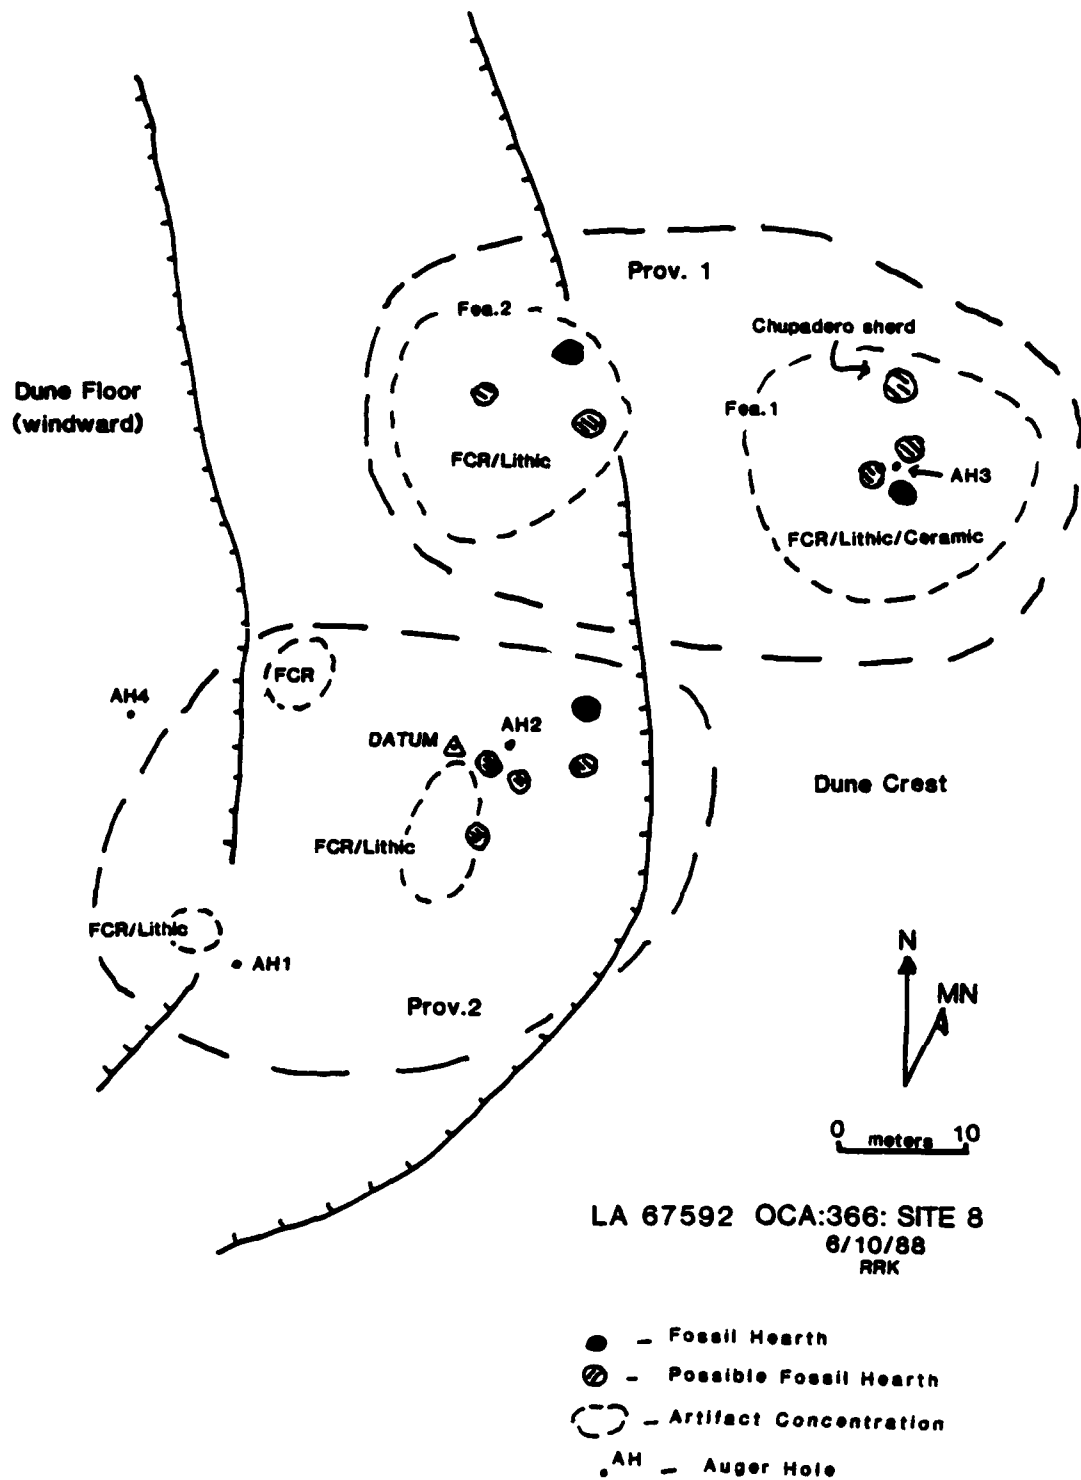 Prov. 1
Fea.2
Chupadero sherd
Dune Floor
(windward)
Fea.1
FCR/Lithic
AH3
FCR/Lithic/Ceramic
FCR
AH4
AH2
DATUM
Dune Crest
FCR/Lithic
FCR/Lithic
AH1
Prov.2
N
MN
0 meters 10
LA 67592 OCA:366: SITE 8
6/10/88
RRK
- Fossil Hearth
- Possible Fossil Hearth
- Artifact Concentration
AH - Auger Hole